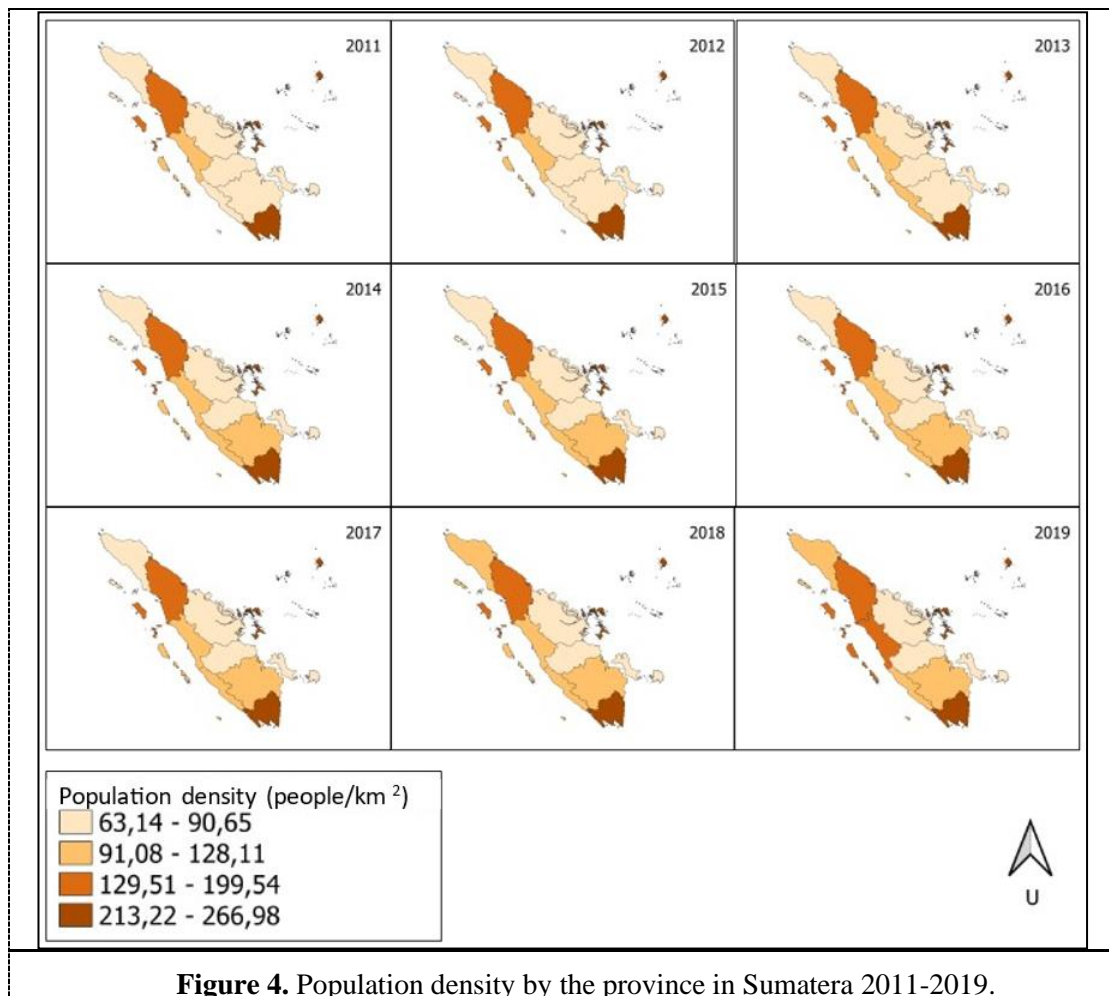 2011
2012
2013
2014
2015
2016
2017
2018
2019
Population density (people/km ²)
63,14 - 90,65
91,08 - 128,11
129,51 - 199,54
213,22 - 266,98
U
Figure 4. Population density by the province in Sumatera 2011-2019.